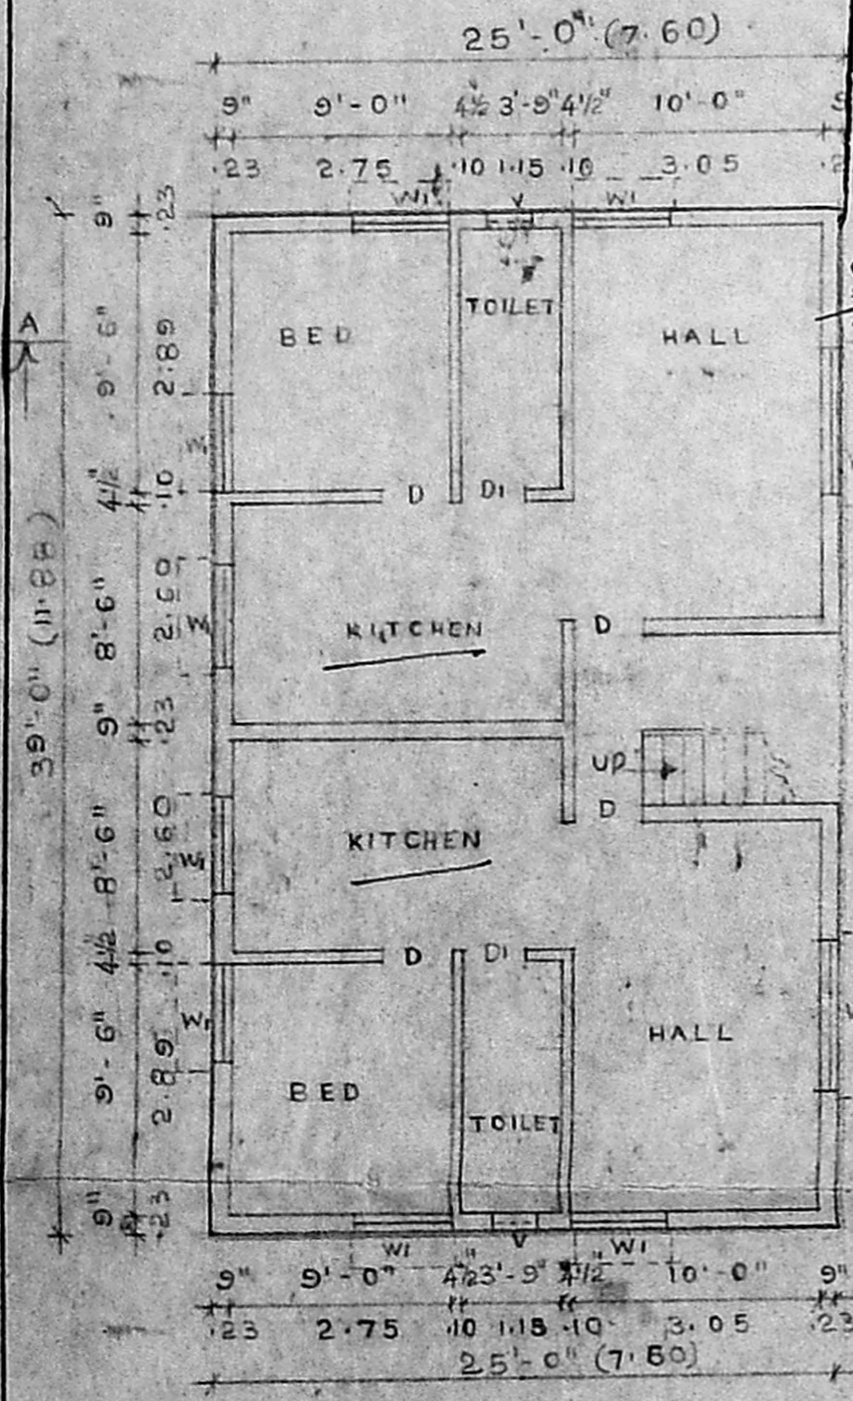 25'-0" (7.60)
9" 9'-0" 4½ 3'-9" 4½" 10'-0"
.23 2.75 .10 1.15 .10 3.05
W1 V W1
9" .23
A
9'-6" 2.89
BED TOILET HALL
W1
4½" .10
D D1
39'-0" (11.88)
8'-6" 2.60
W1
KITCHEN D
9" .23
UP
D
8'-6" 2.60
W1
KITCHEN
4½ .10
D D1
9'-6" 2.89
W1
HALL
BED
TOILET
9" .23
W1 V W1
9" 9'-0" 4½ 3'-9" 4½" 10'-0" 9"
.23 2.75 .10 1.15 .10 3.05 .23
25'-0" (7.60)